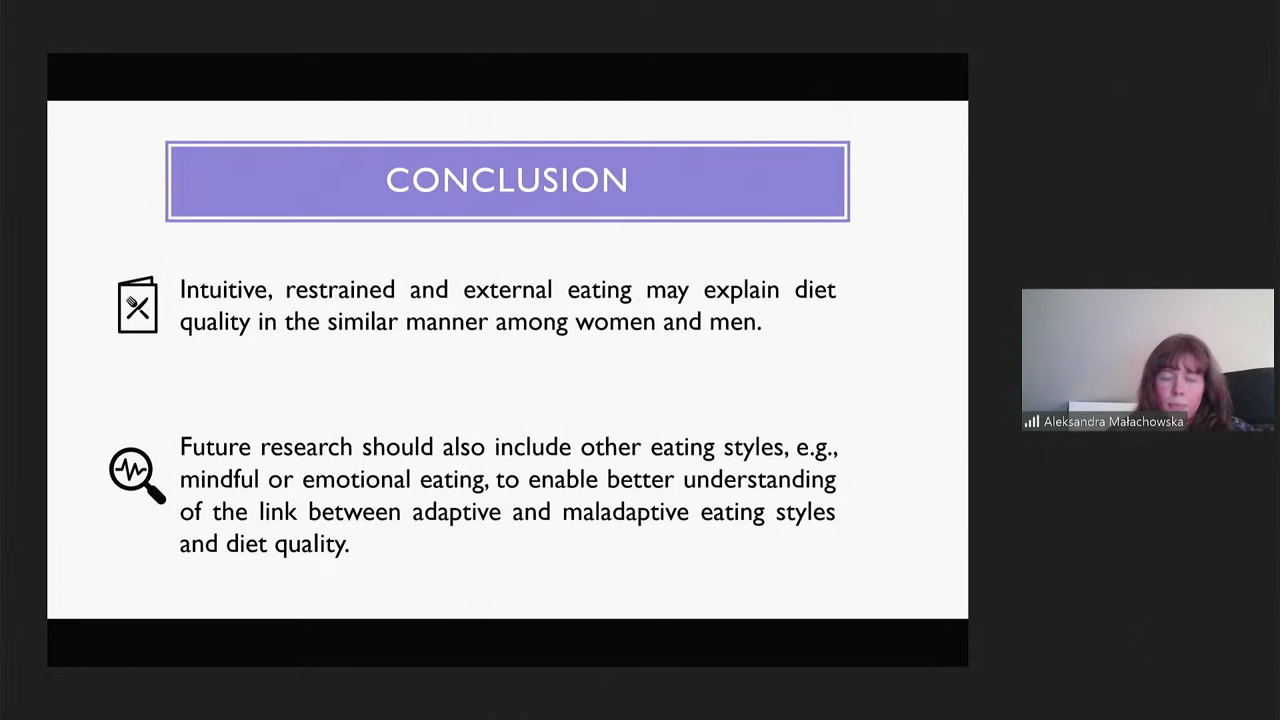 CONCLUSION
Intuitive, restrained and external eating may explain diet
quality in the similar manner among women and men.
Future research should also include other eating styles, e.g.,
mindful or emotional eating, to enable better understanding
of the link between adaptive and maladaptive eating styles
and diet quality.
Aleksandra Małachowska